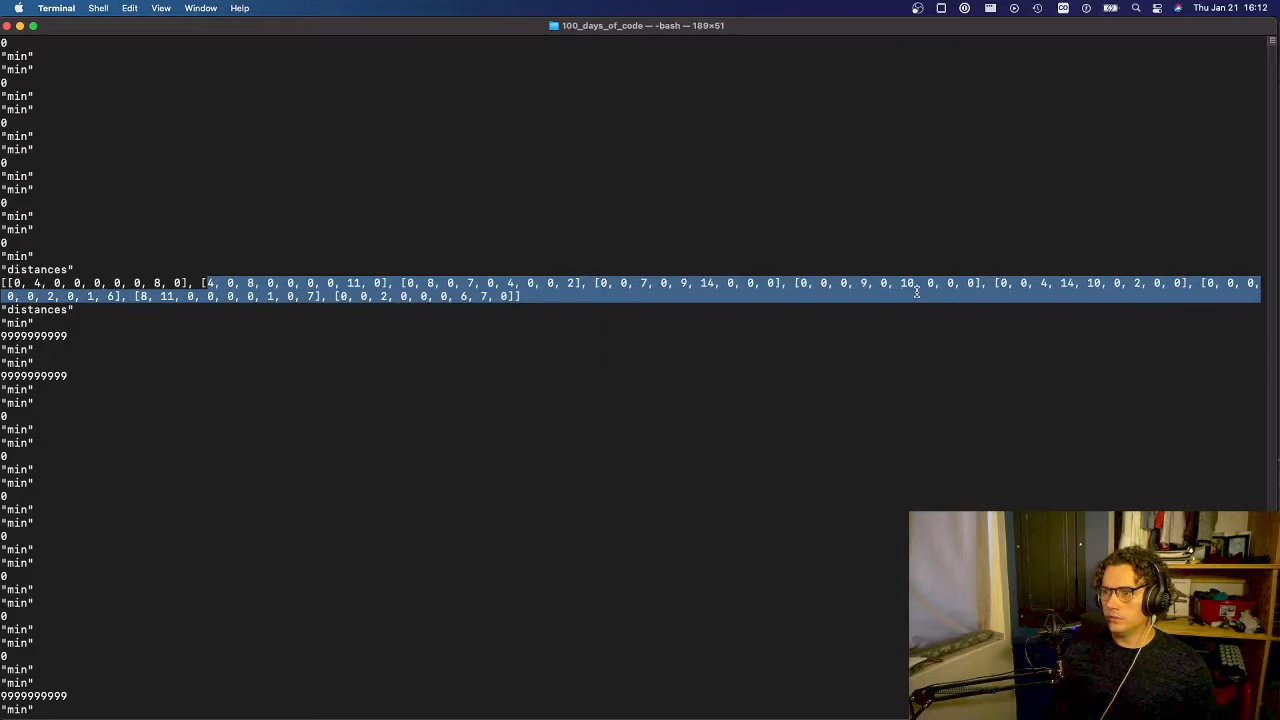 Terminal Shell Edit View Window Help Thu Jan 21 16:12
100_days_of_code — -bash — 189×51
0
"min"
"min"
0
"min"
"min"
0
"min"
"min"
0
"min"
"min"
0
"min"
"min"
0
"min"
"distances"
[[0, 4, 0, 0, 0, 0, 0, 8, 0], [4, 0, 8, 0, 0, 0, 0, 11, 0], [0, 8, 0, 7, 0, 4, 0, 0, 2], [0, 0, 7, 0, 9, 14, 0, 0, 0], [0, 0, 0, 9, 0, 10, 0, 0, 0], [0, 0, 4, 14, 10, 0, 2, 0, 0], [0, 0, 0,
0, 0, 2, 0, 1, 6], [8, 11, 0, 0, 0, 0, 1, 0, 7], [0, 0, 2, 0, 0, 0, 6, 7, 0]]
"distances"
"min"
9999999999
"min"
"min"
9999999999
"min"
"min"
0
"min"
"min"
0
"min"
"min"
0
"min"
"min"
0
"min"
"min"
0
"min"
"min"
0
"min"
"min"
0
"min"
"min"
9999999999
"min"